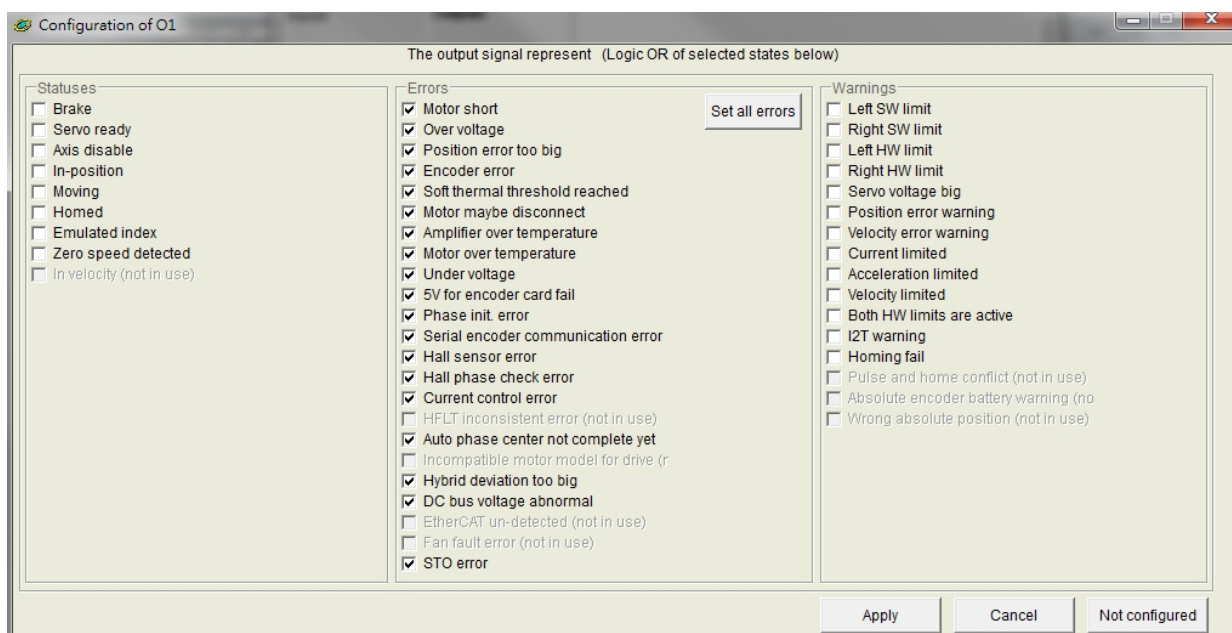 Configuration of O1
The output signal represent (Logic OR of selected states below)
Statuses
Brake
Servo ready
Axis disable
In-position
Moving
Homed
Emulated index
Zero speed detected
In velocity (not in use)
Errors
Set all errors
Motor short
Over voltage
Position error too big
Encoder error
Soft thermal threshold reached
Motor maybe disconnect
Amplifier over temperature
Motor over temperature
Under voltage
5V for encoder card fail
Phase init. error
Serial encoder communication error
Hall sensor error
Hall phase check error
Current control error
HFLT inconsistent error (not in use)
Auto phase center not complete yet
Incompatible motor model for drive (r
Hybrid deviation too big
DC bus voltage abnormal
EtherCAT un-detected (not in use)
Fan fault error (not in use)
STO error
Warnings
Left SW limit
Right SW limit
Left HW limit
Right HW limit
Servo voltage big
Position error warning
Velocity error warning
Current limited
Acceleration limited
Velocity limited
Both HW limits are active
I2T warning
Homing fail
Pulse and home conflict (not in use)
Absolute encoder battery warning (no
Wrong absolute position (not in use)
Apply
Cancel
Not configured